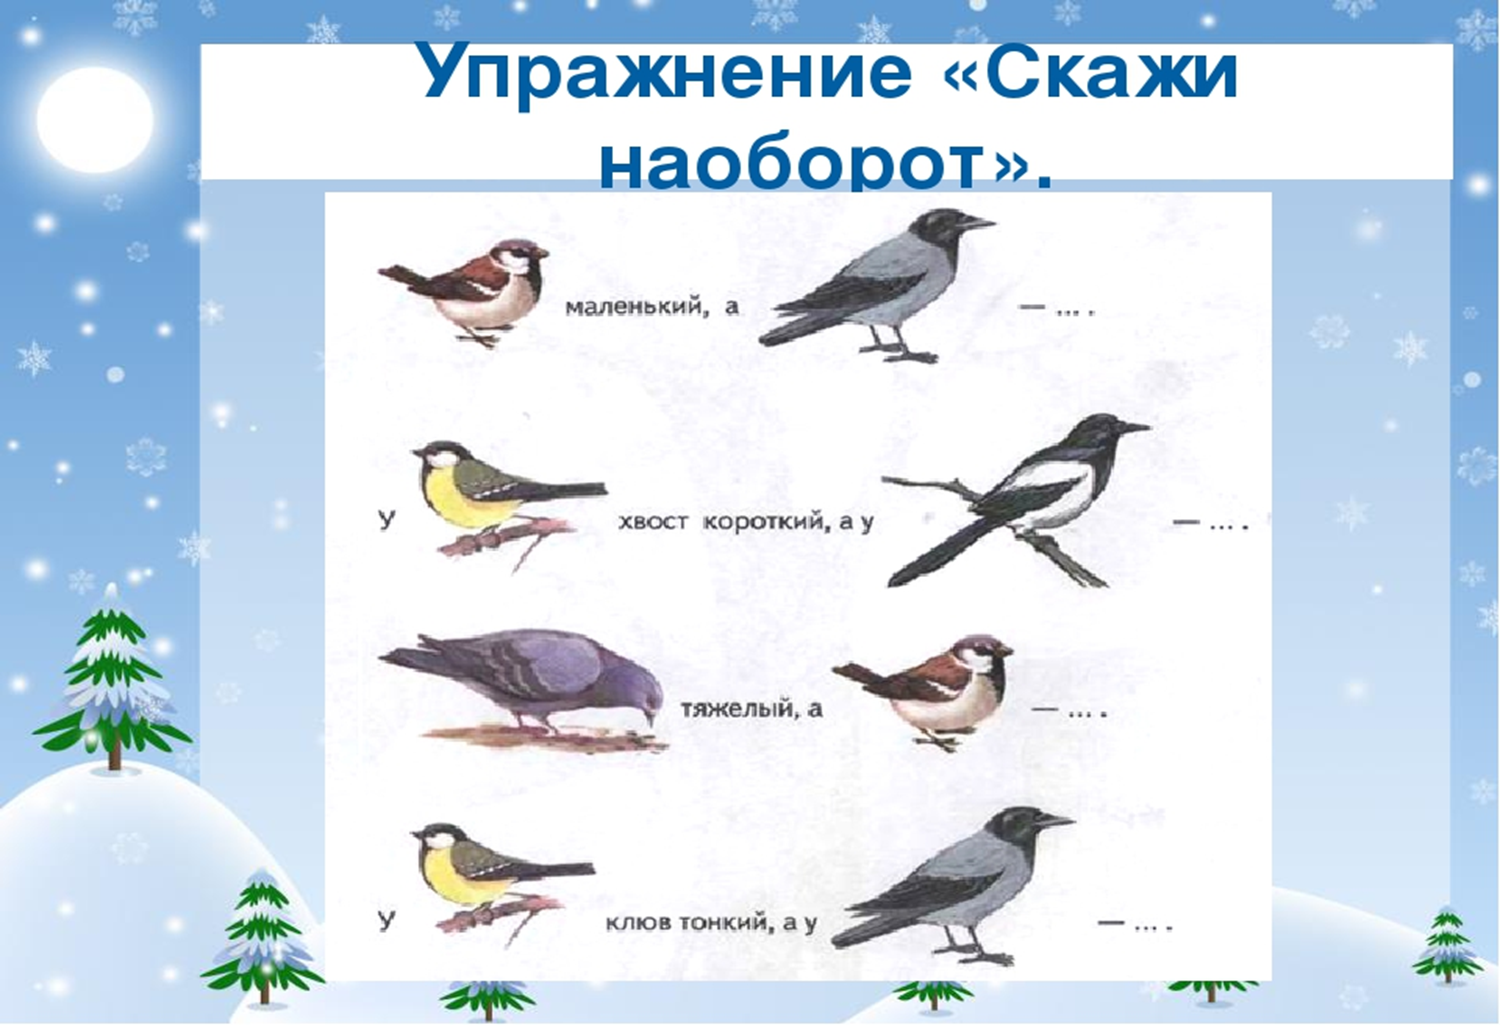 Упражнение «Скажи
наоборот».
маленький, а — ... .
У хвост короткий, а у — ... .
тяжелый, а — ... .
У клюв тонкий, а у — ... .